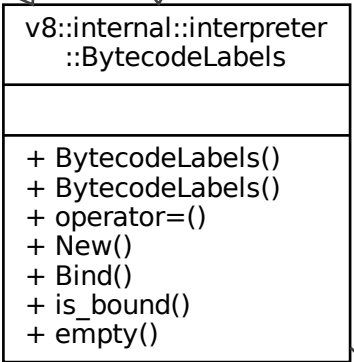 v8::internal::interpreter
::BytecodeLabels
+ BytecodeLabels()
+ BytecodeLabels()
+ operator=()
+ New()
+ Bind()
+ is_bound()
+ empty()